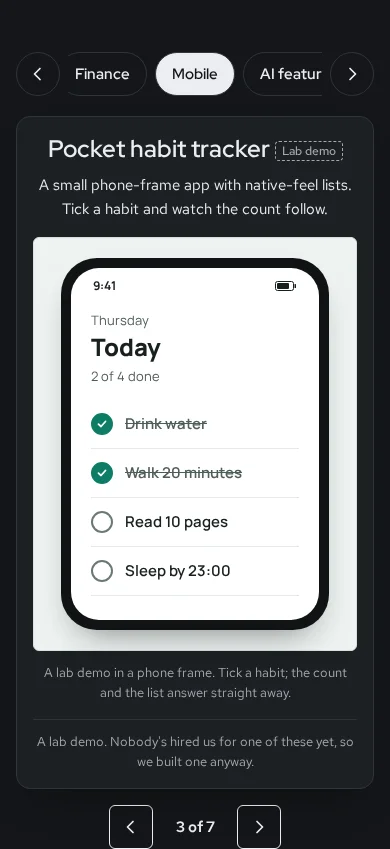 Finance
Mobile
AI featur
Pocket habit tracker Lab demo
A small phone-frame app with native-feel lists.
Tick a habit and watch the count follow.
9:41
Thursday
Today
2 of 4 done
Drink water
Walk 20 minutes
Read 10 pages
Sleep by 23:00
A lab demo in a phone frame. Tick a habit; the count
and the list answer straight away.
A lab demo. Nobody's hired us for one of these yet, so
we built one anyway.
3 of 7